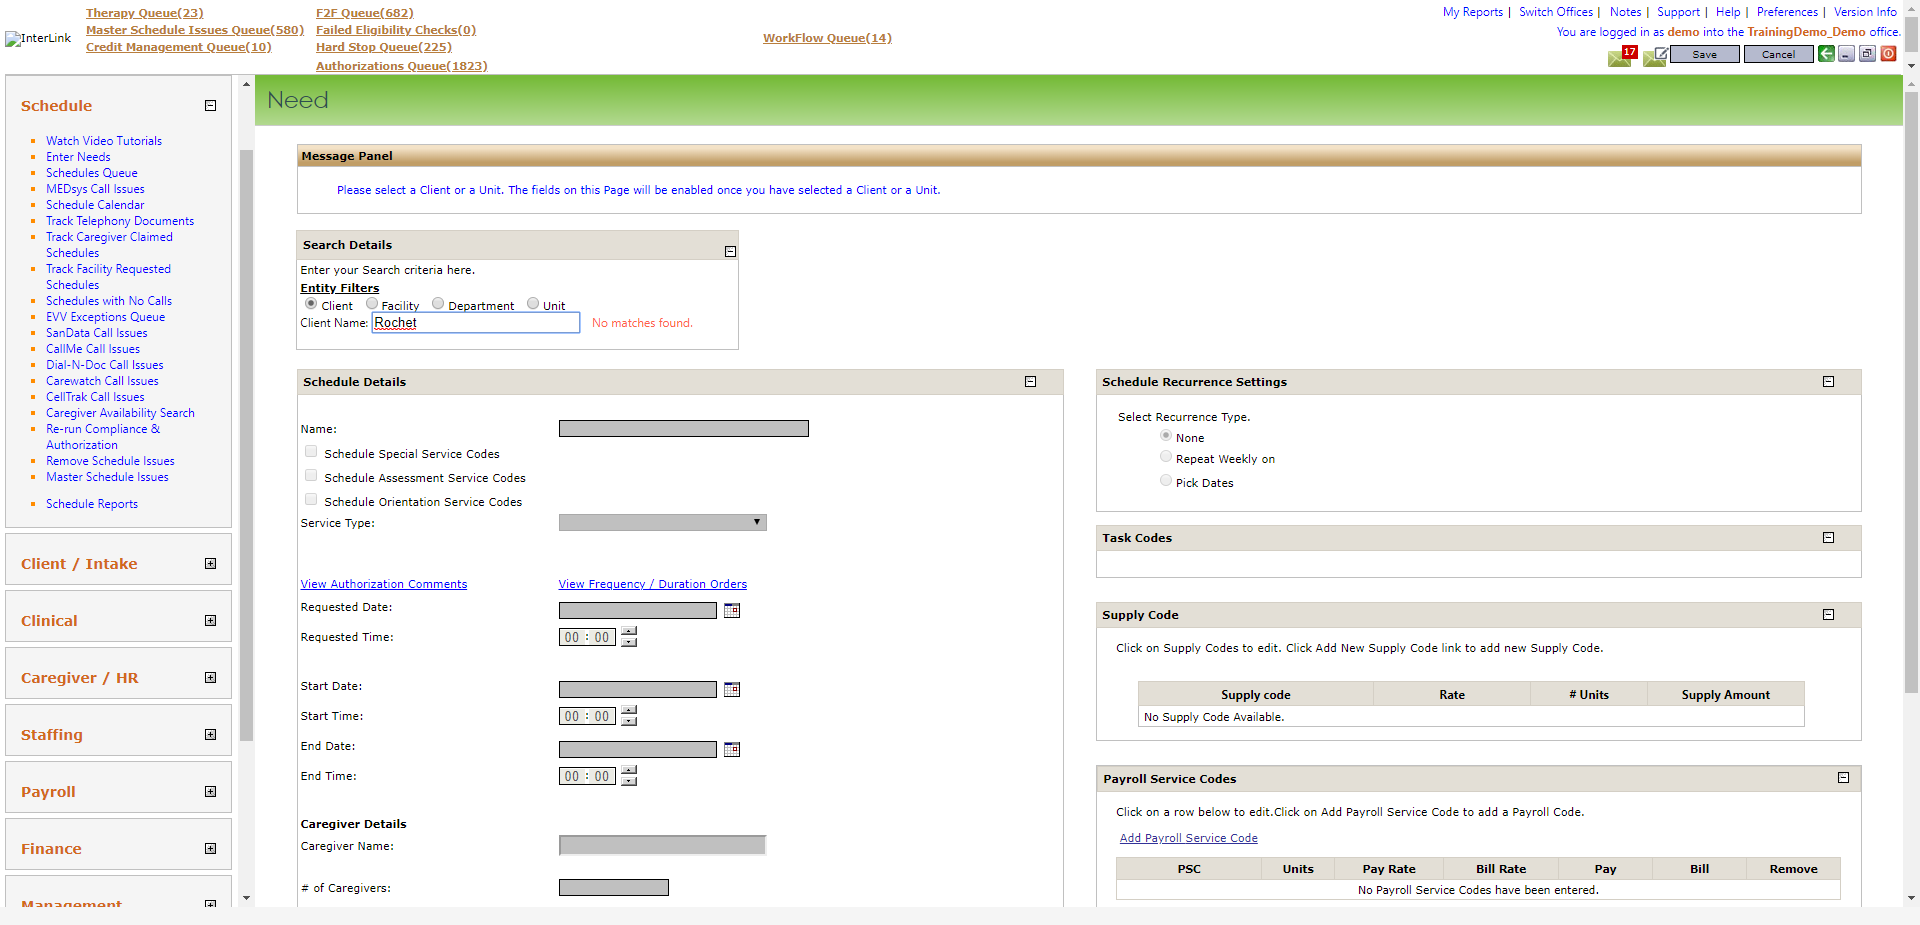 InterLink
Therapy Queue(23)
Master Schedule Issues Queue(580)
Credit Management Queue(10)
F2F Queue(682)
Failed Eligibility Checks(0)
Hard Stop Queue(225)
Authorizations Queue(1823)
WorkFlow Queue(14)
My Reports | Switch Offices | Notes | Support | Help | Preferences | Version Info
You are logged in as demo into the TrainingDemo_Demo office.
17
Save
Cancel
Schedule
Watch Video Tutorials
Enter Needs
Schedules Queue
MEDsys Call Issues
Schedule Calendar
Track Telephony Documents
Track Caregiver Claimed
Schedules
Track Facility Requested
Schedules
Schedules with No Calls
EVV Exceptions Queue
SanData Call Issues
CallMe Call Issues
Dial-N-Doc Call Issues
Carewatch Call Issues
CellTrak Call Issues
Caregiver Availability Search
Re-run Compliance &
Authorization
Remove Schedule Issues
Master Schedule Issues
Schedule Reports
Client / Intake
Clinical
Caregiver / HR
Staffing
Payroll
Finance
Management
Need
Message Panel
Please select a Client or a Unit. The fields on this Page will be enabled once you have selected a Client or a Unit.
Search Details
Enter your Search criteria here.
Entity Filters
Client Facility Department Unit
Client Name: Rochet No matches found.
Schedule Details
Name:
Schedule Special Service Codes
Schedule Assessment Service Codes
Schedule Orientation Service Codes
Service Type:
View Authorization Comments View Frequency / Duration Orders
Requested Date:
Requested Time: 00 : 00
Start Date:
Start Time: 00 : 00
End Date:
End Time: 00 : 00
Caregiver Details
Caregiver Name:
# of Caregivers:
Schedule Recurrence Settings
Select Recurrence Type.
None
Repeat Weekly on
Pick Dates
Task Codes
Supply Code
Click on Supply Codes to edit. Click Add New Supply Code link to add new Supply Code.
Supply code Rate # Units Supply Amount
No Supply Code Available.
Payroll Service Codes
Click on a row below to edit.Click on Add Payroll Service Code to add a Payroll Code.
Add Payroll Service Code
PSC Units Pay Rate Bill Rate Pay Bill Remove
No Payroll Service Codes have been entered.